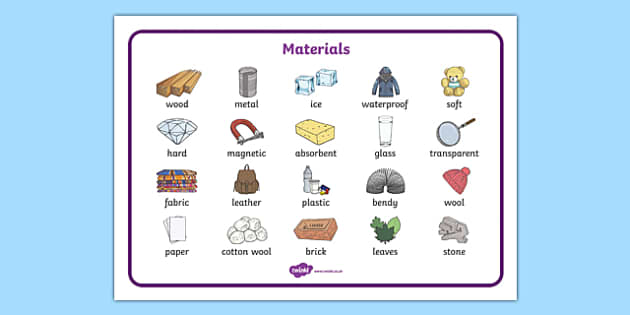 Materials
wood metal ice waterproof soft
hard magnetic absorbent glass transparent
fabric leather plastic bendy wool
paper cotton wool brick leaves stone
twinkl www.twinkl.co.uk